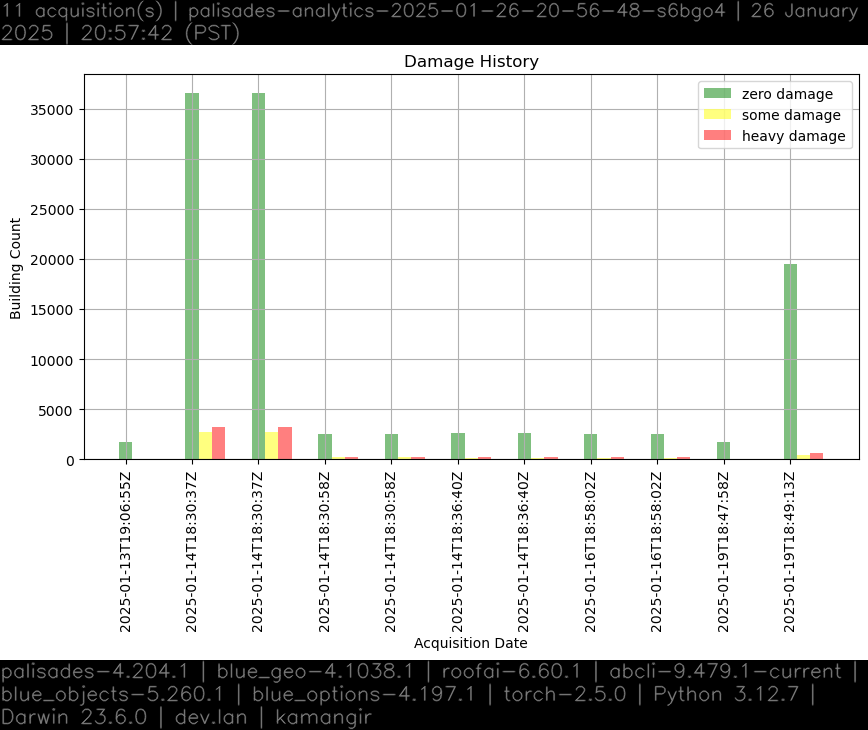 11 acquisition(s) | palisades-analytics-2025-01-26-20-56-48-s6bgo4 | 26 January
2025 | 20:57:42 (PST)
Damage History
zero damage
some damage
heavy damage
Building Count
35000
30000
25000
20000
15000
10000
5000
0
2025-01-13T19:06:55Z
2025-01-14T18:30:37Z
2025-01-14T18:30:37Z
2025-01-14T18:30:58Z
2025-01-14T18:30:58Z
2025-01-14T18:36:40Z
2025-01-14T18:36:40Z
2025-01-16T18:58:02Z
2025-01-16T18:58:02Z
2025-01-19T18:47:58Z
2025-01-19T18:49:13Z
Acquisition Date
palisades-4.204.1 | blue_geo-4.1038.1 | roofai-6.60.1 | abcli-9.479.1-current |
blue_objects-5.260.1 | blue_options-4.197.1 | torch-2.5.0 | Python 3.12.7 |
Darwin 23.6.0 | dev.lan | kamangir